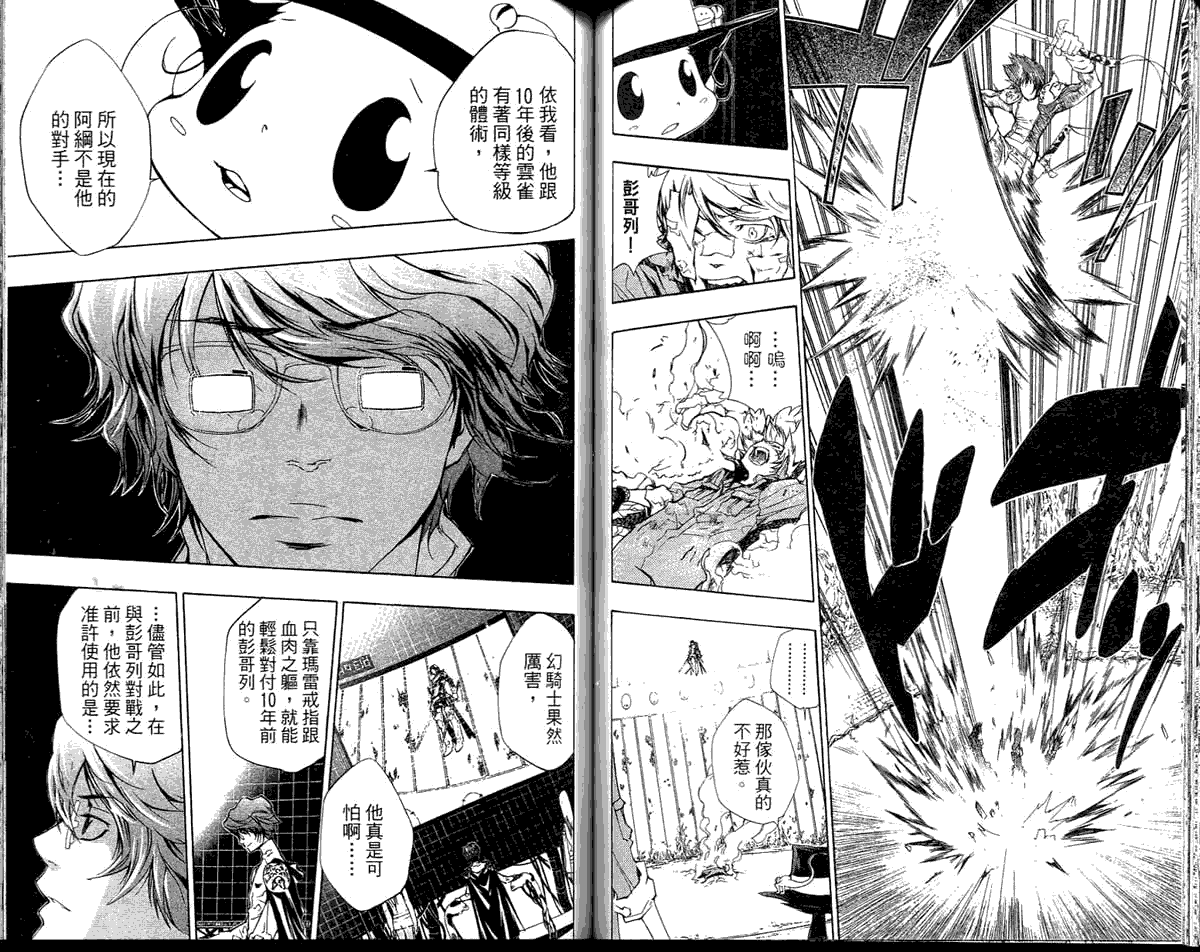 彭哥列！
…嗚
啊啊…
………
………
那傢伙真的
不好惹。
依我看，他跟
10年後的雲雀
有著同樣等級
的體術，
所以現在的
阿綱不是他
的對手…
幻騎士果然
厲害，
他真是可
怕啊……
只靠瑪雷戒指跟
血肉之軀，就能
輕鬆對付10年前
的彭哥列。
…儘管如此，在
與彭哥列對戰之
前，他依然要求
准許使用的是…